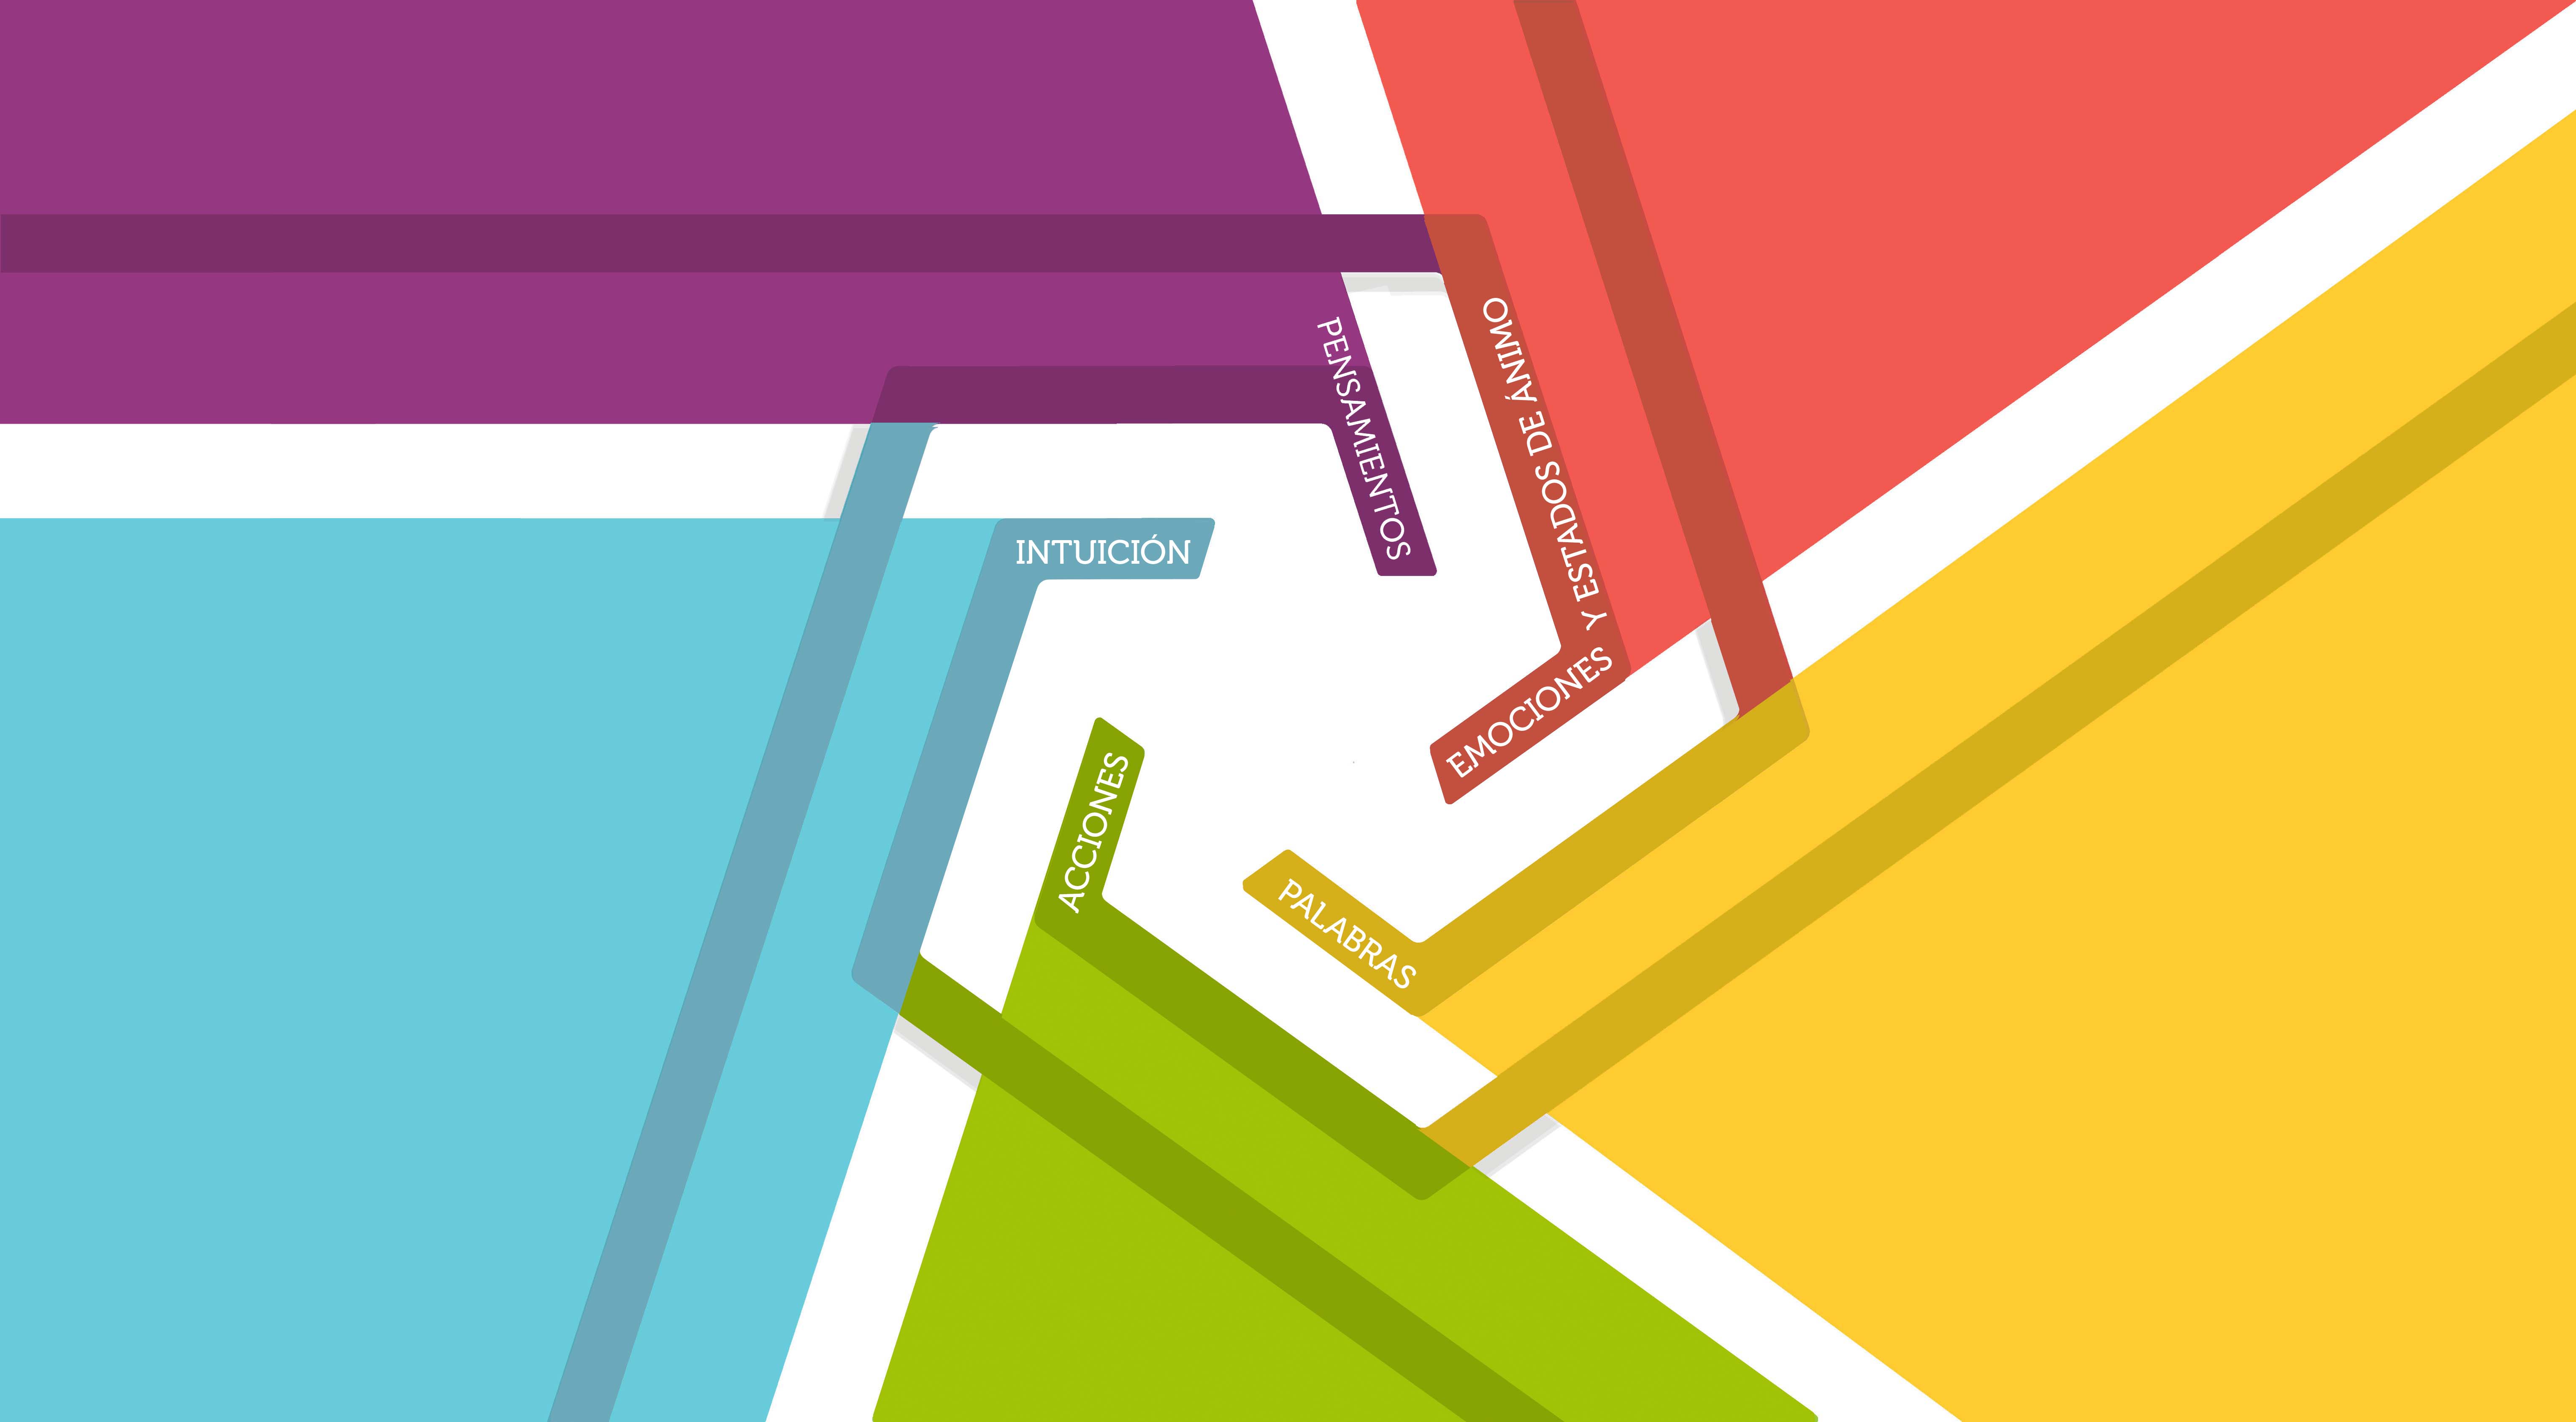 PENSAMIENTOS
EMOCIONES Y ESTADOS DE ÁNIMO
INTUICIÓN
ACCIONES
PALABRAS